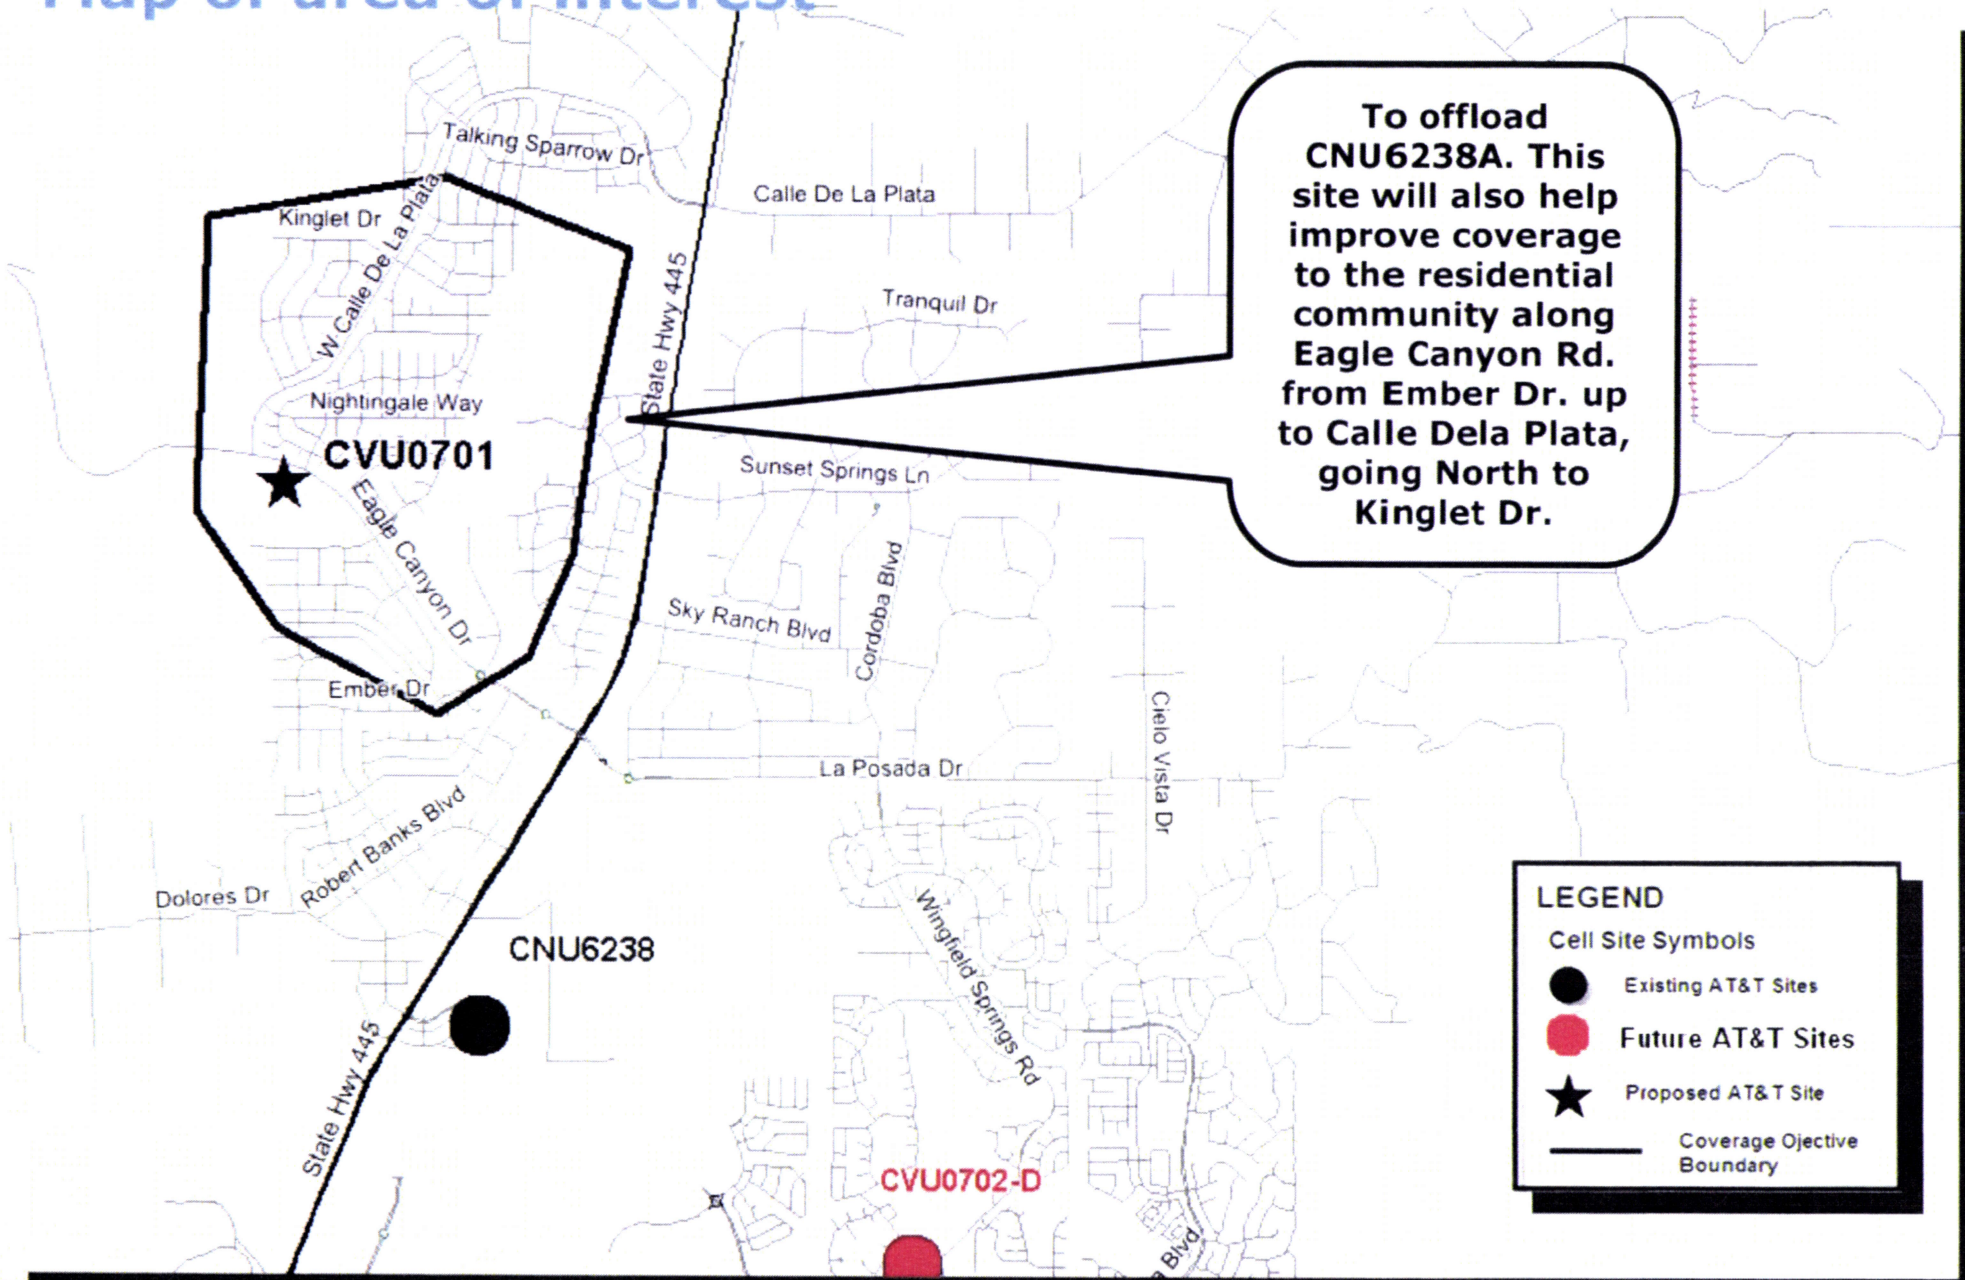 Map of area of interest
Talking Sparrow Dr
Calle De La Plata
Kinglet Dr
W Calle De La Plata
State Hwy 445
Tranquil Dr
Nightingale Way
CVU0701
Sunset Springs Ln
Eagle Canyon Dr
Cordoba Blvd
Sky Ranch Blvd
Ember Dr
Cielo Vista Dr
La Posada Dr
Robert Banks Blvd
Dolores Dr
Wingfield Springs Rd
CNU6238
State Hwy 445
CVU0702-D
a Blvd
To offload
CNU6238A. This
site will also help
improve coverage
to the residential
community along
Eagle Canyon Rd.
from Ember Dr. up
to Calle Dela Plata,
going North to
Kinglet Dr.
LEGEND
Cell Site Symbols
Existing AT&T Sites
Future AT&T Sites
Proposed AT&T Site
Coverage Ojective
Boundary